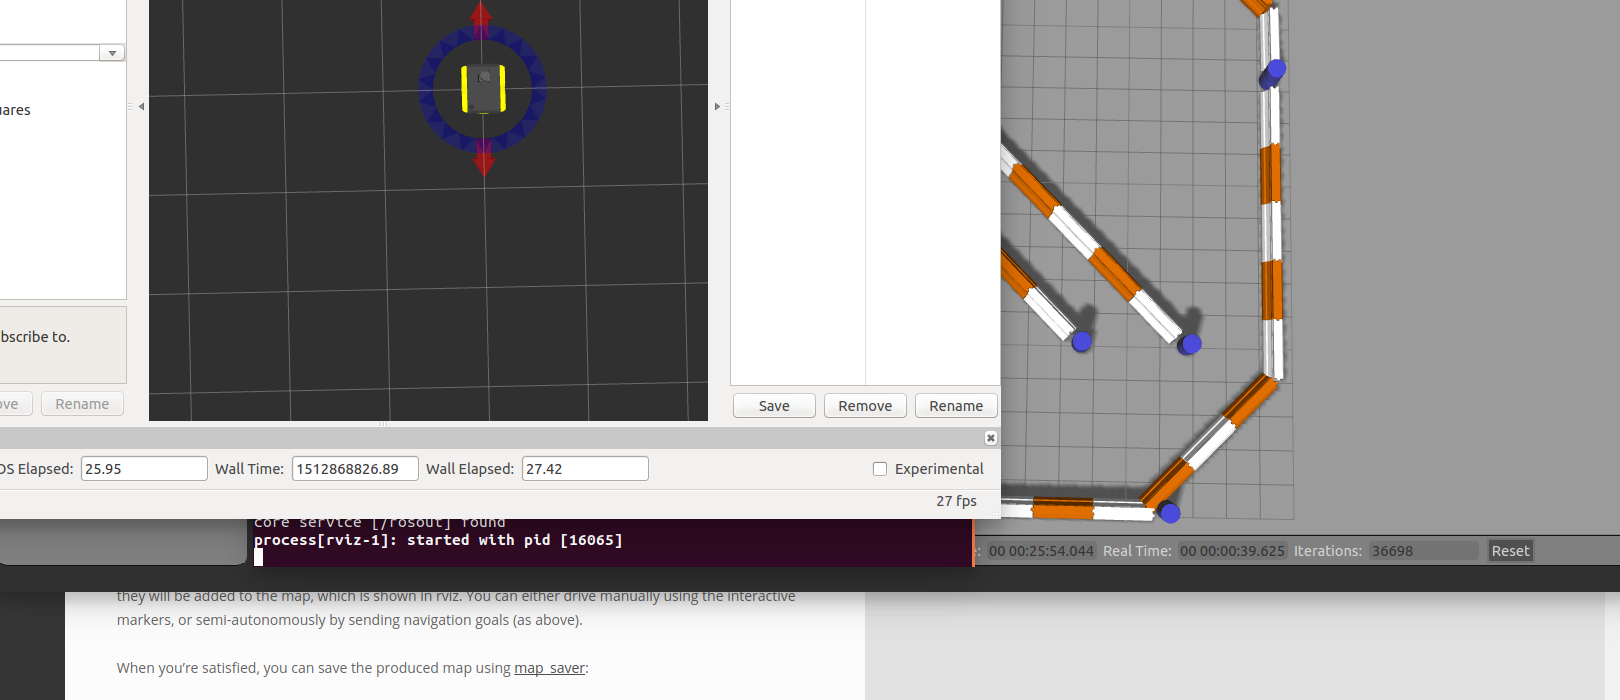 uares
bscribe to.
ove Rename
Save Remove Rename
OS Elapsed: 25.95 Wall Time: 1512868826.89 Wall Elapsed: 27.42 Experimental
27 fps
core service [/rosout] found
process[rviz-1]: started with pid [16065]
e: 00 00:25:54.044 Real Time: 00 00:00:39.625 Iterations: 36698 Reset
they will be added to the map, which is shown in rviz. You can either drive manually using the interactive
markers, or semi-autonomously by sending navigation goals (as above).
When you're satisfied, you can save the produced map using map_saver: